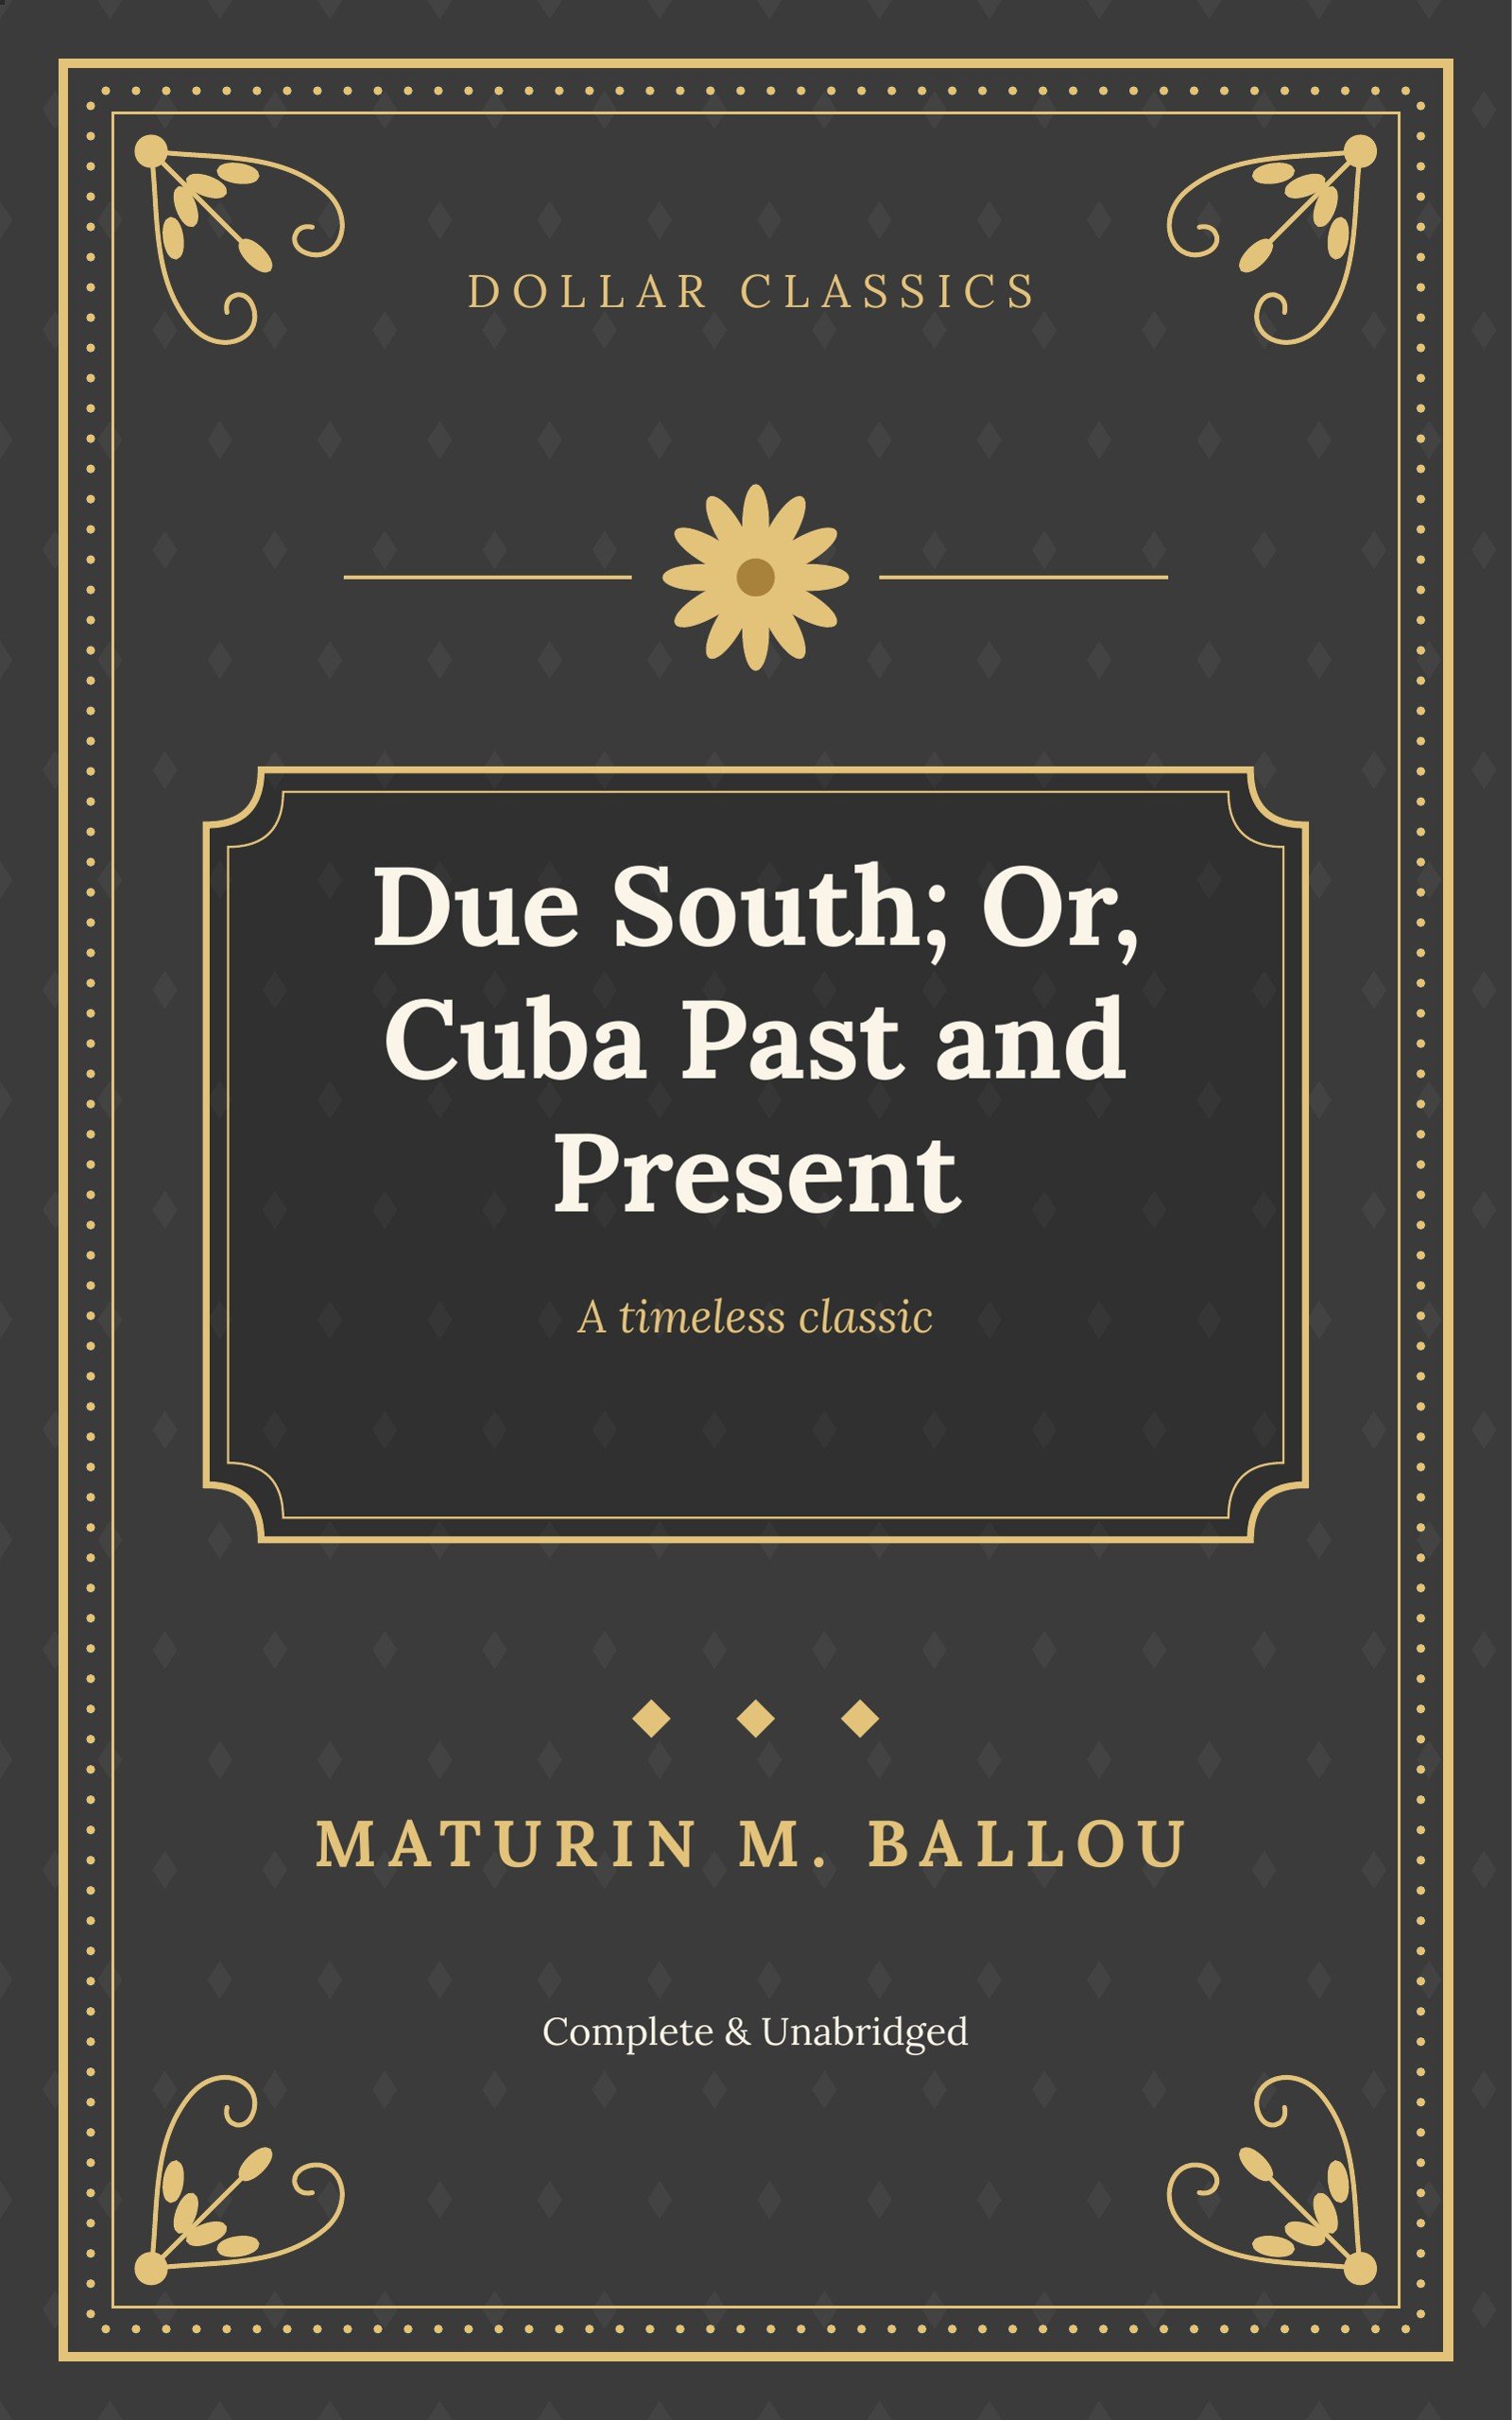 DOLLAR CLASSICS
Due South; Or,
Cuba Past and
Present
A timeless classic
MATURIN M. BALLOU
Complete & Unabridged